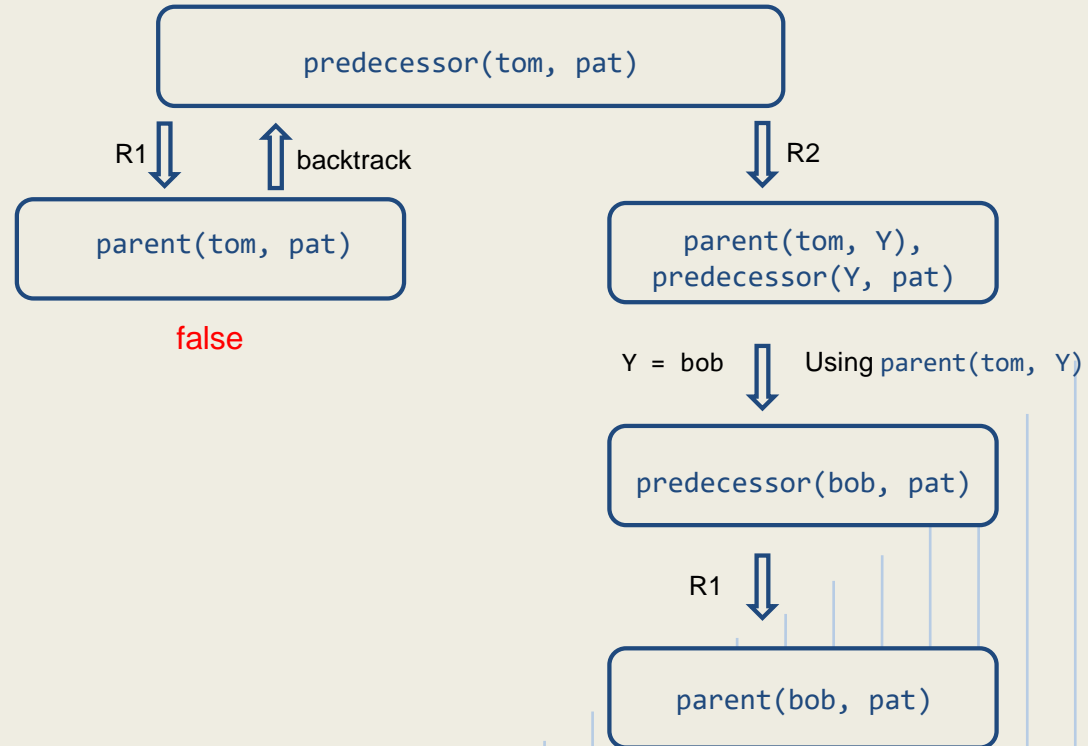 predecessor(tom, pat)
R1
backtrack
R2
parent(tom, pat)
parent(tom, Y),
predecessor(Y, pat)
false
Y = bob
Using parent(tom, Y)
predecessor(bob, pat)
R1
parent(bob, pat)